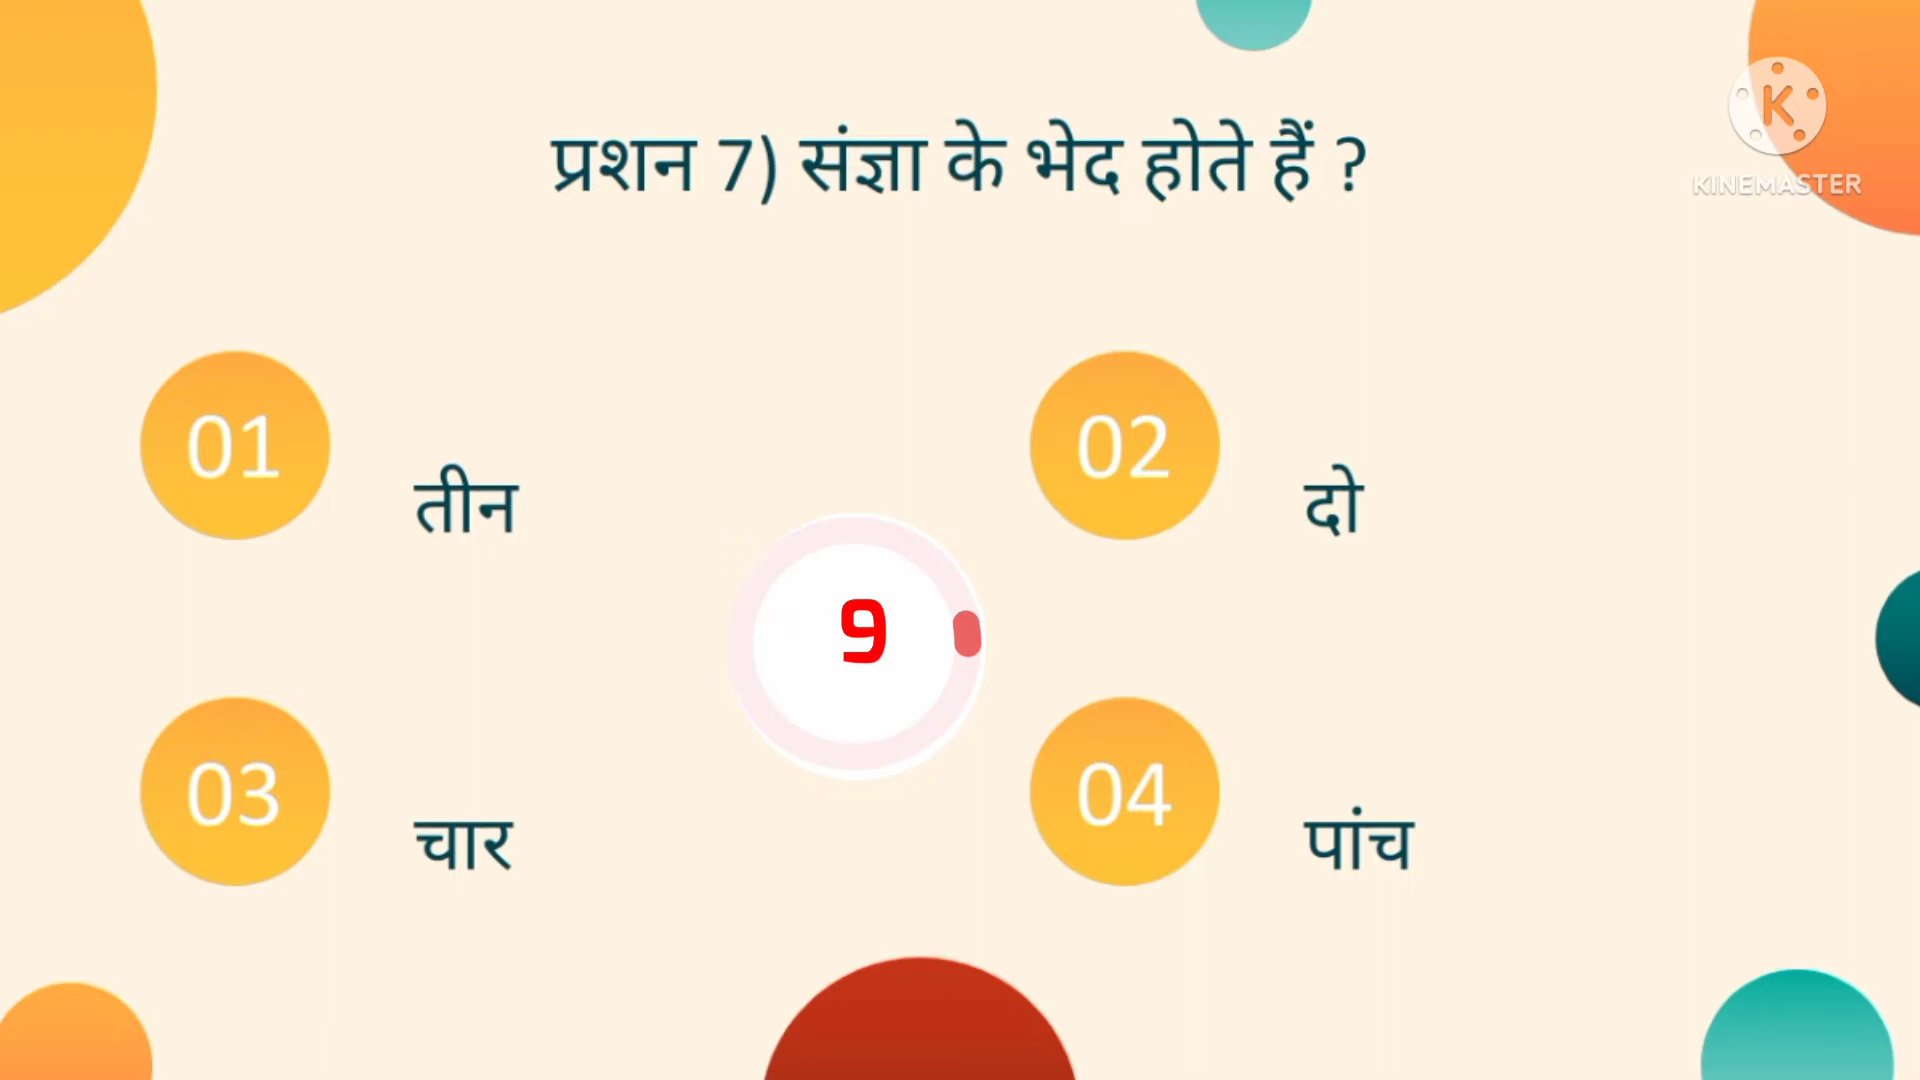 प्रशन 7) संज्ञा के भेद होते हैं ?
K
KINEMASTER
01
तीन
02
दो
9
03
चार
04
पांच